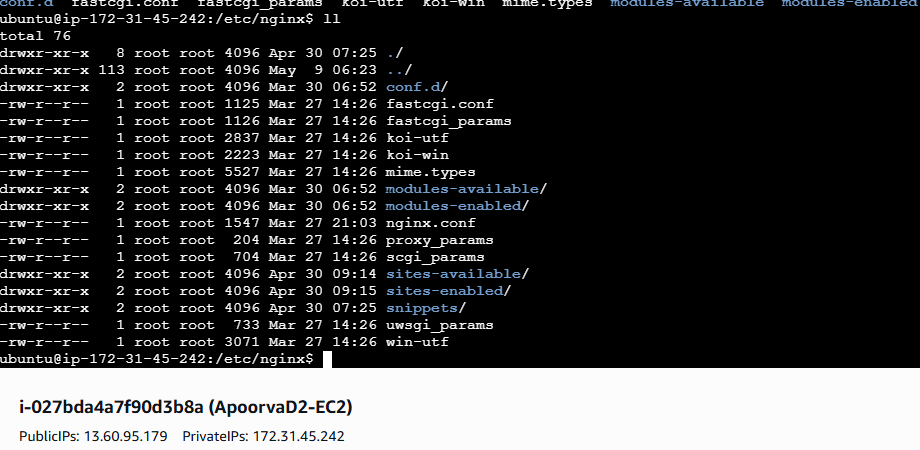 conf.d fastcgi.conf fastcgi_params koi-utf koi-win mime.types modules-available modules-enabled
ubuntu@ip-172-31-45-242:/etc/nginx$ ll
total 76
drwxr-xr-x   8 root root 4096 Apr 30 07:25 ./
drwxr-xr-x 113 root root 4096 May  9 06:23 ../
drwxr-xr-x   2 root root 4096 Mar 30 06:52 conf.d/
-rw-r--r--   1 root root 1125 Mar 27 14:26 fastcgi.conf
-rw-r--r--   1 root root 1126 Mar 27 14:26 fastcgi_params
-rw-r--r--   1 root root 2837 Mar 27 14:26 koi-utf
-rw-r--r--   1 root root 2223 Mar 27 14:26 koi-win
-rw-r--r--   1 root root 5527 Mar 27 14:26 mime.types
drwxr-xr-x   2 root root 4096 Mar 30 06:52 modules-available/
drwxr-xr-x   2 root root 4096 Mar 30 06:52 modules-enabled/
-rw-r--r--   1 root root 1547 Mar 27 21:03 nginx.conf
-rw-r--r--   1 root root  204 Mar 27 14:26 proxy_params
-rw-r--r--   1 root root  704 Mar 27 14:26 scgi_params
drwxr-xr-x   2 root root 4096 Apr 30 09:14 sites-available/
drwxr-xr-x   2 root root 4096 Apr 30 09:15 sites-enabled/
drwxr-xr-x   2 root root 4096 Apr 30 07:25 snippets/
-rw-r--r--   1 root root  733 Mar 27 14:26 uwsgi_params
-rw-r--r--   1 root root 3071 Mar 27 14:26 win-utf
ubuntu@ip-172-31-45-242:/etc/nginx$
i-027bda4a7f90d3b8a (ApoorvaD2-EC2)
PublicIPs: 13.60.95.179 PrivateIPs: 172.31.45.242